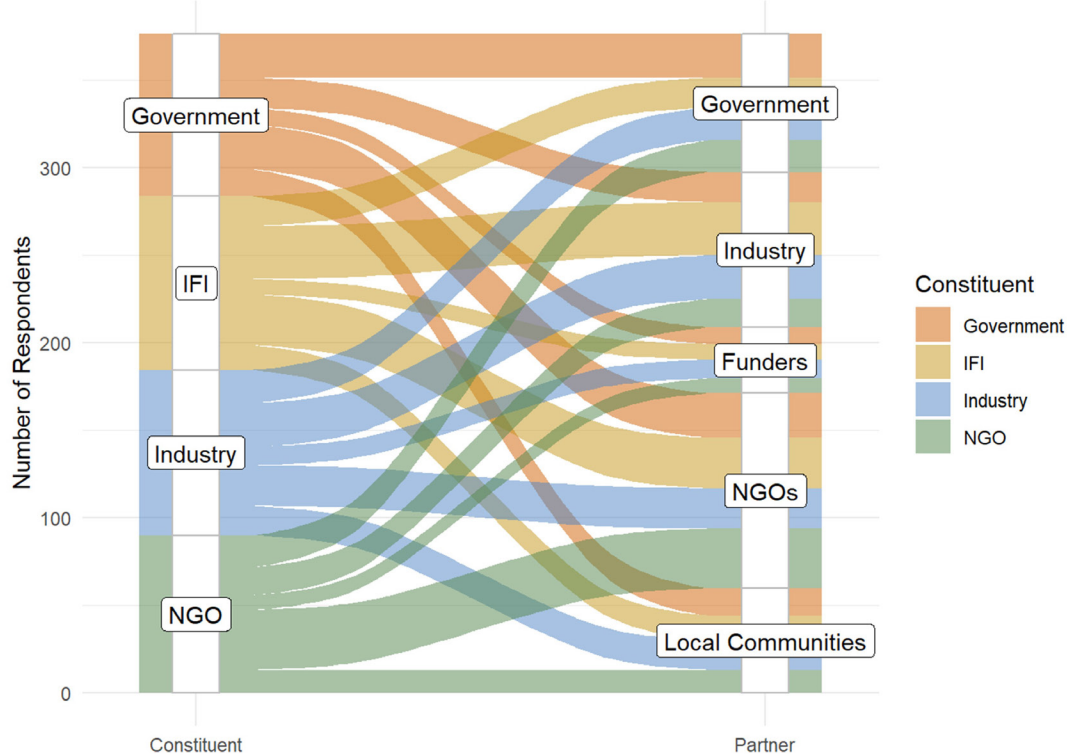 Number of Respondents
300
200
100
0
Government
IFI
Industry
NGO
Government
Industry
Funders
NGOs
Local Communities
Constituent
Partner
Constituent
Government
IFI
Industry
NGO